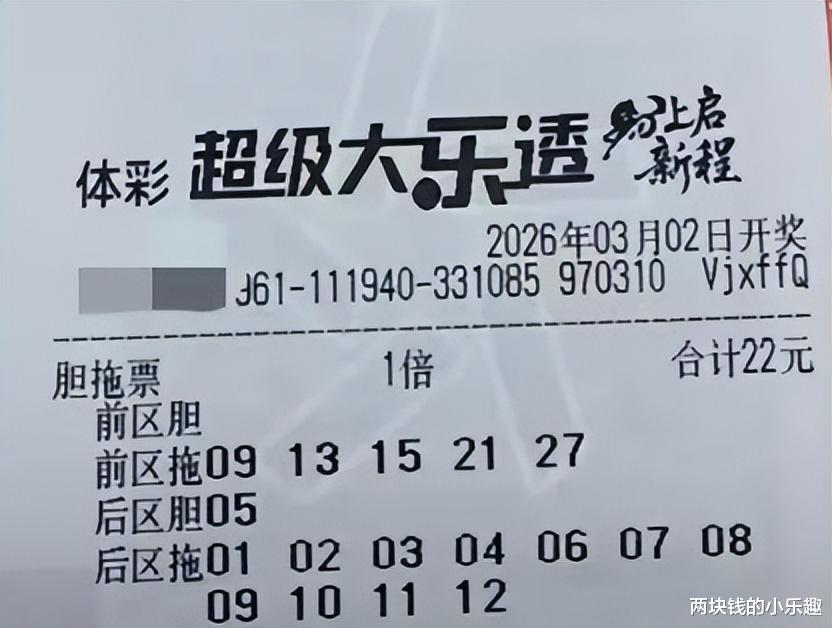 体彩 超级大乐透 马上启
新程
2026年03月02日开奖
961-111940-331085 970310 VjxffQ
胆拖票 1倍 合计22元
前区胆
前区拖09 13 15 21 27
后区胆05
后区拖01 02 03 04 06 07 08
09 10 11 12
两块钱的小乐趣